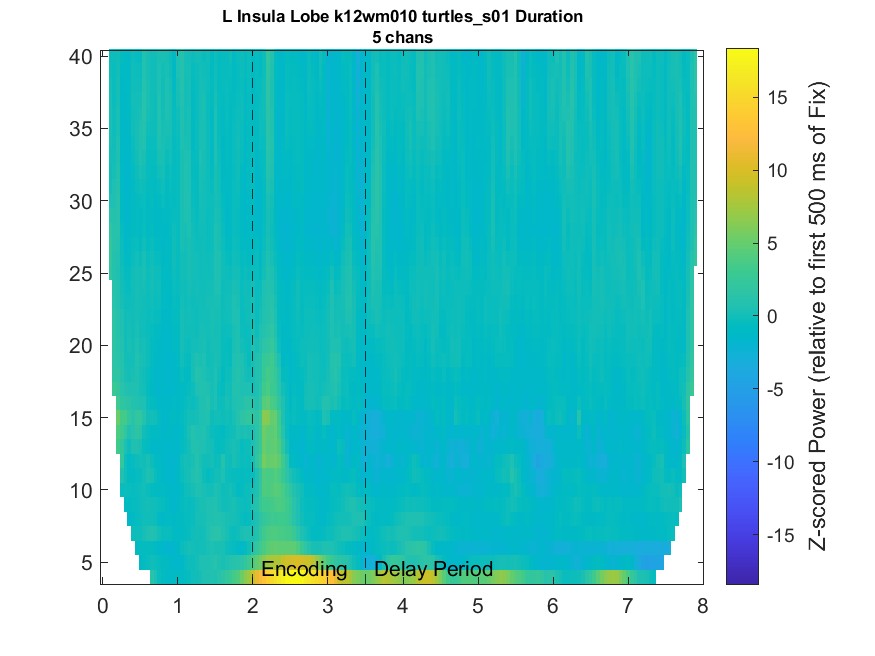 L Insula Lobe k12wm010 turtles_s01 Duration
5 chans
40
35
30
25
20
15
10
5
Encoding
Delay Period
0 1 2 3 4 5 6 7 8
15
10
5
0
-5
-10
-15
Z-scored Power (relative to first 500 ms of Fix)